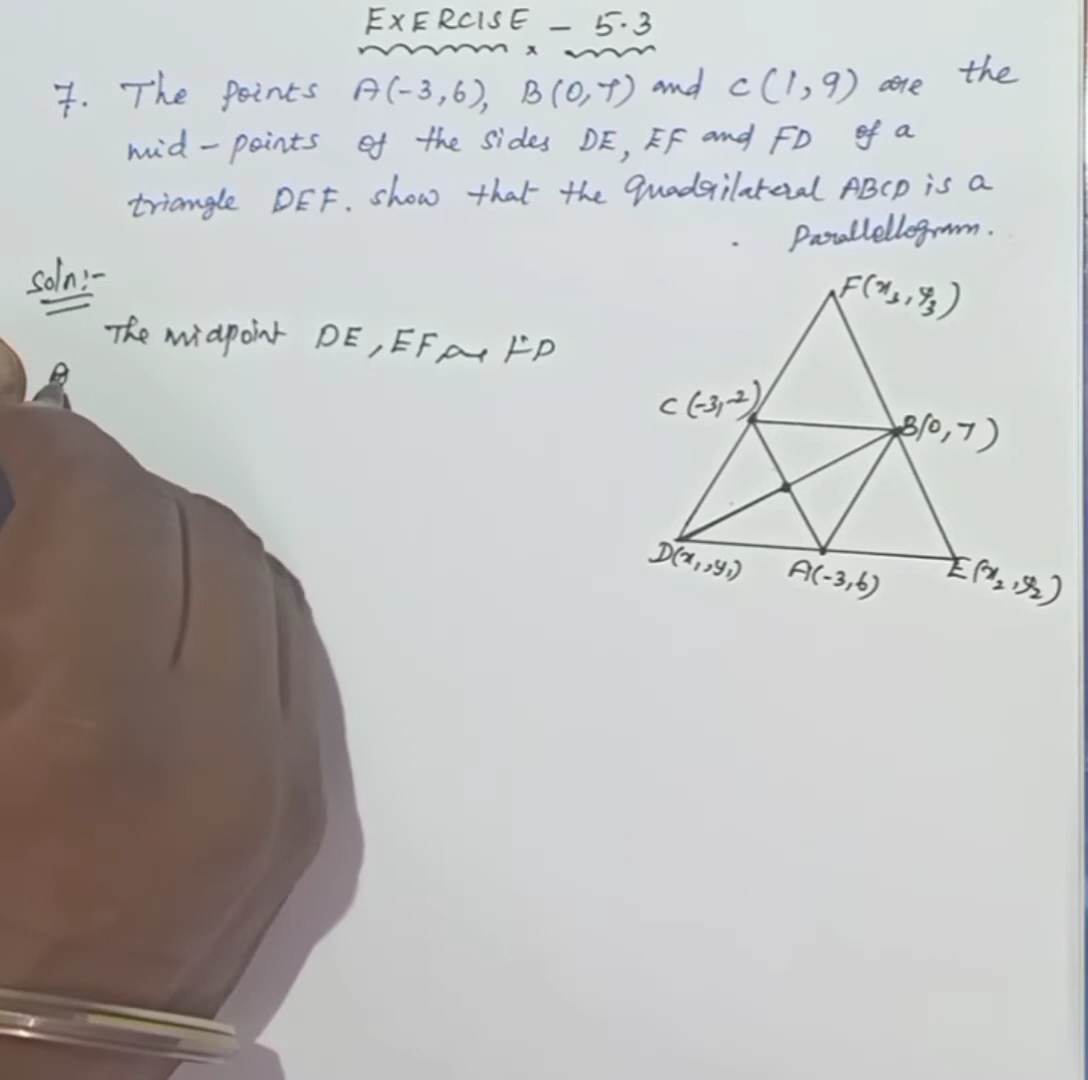 EXERCISE - 5.3
7. The points A(-3,6), B(0,7) and C(1,9) are the
mid-points of the sides DE, EF and FD of a
triangle DEF. show that the quadrilateral ABCD is a
parallellogram.
Soln:-
The midpoint DE, EF and FD
A
F(x₃, y₃)
C(-3,-2)
B(0,7)
D(x₁, y₁)
A(-3,6)
E(x₂, y₂)